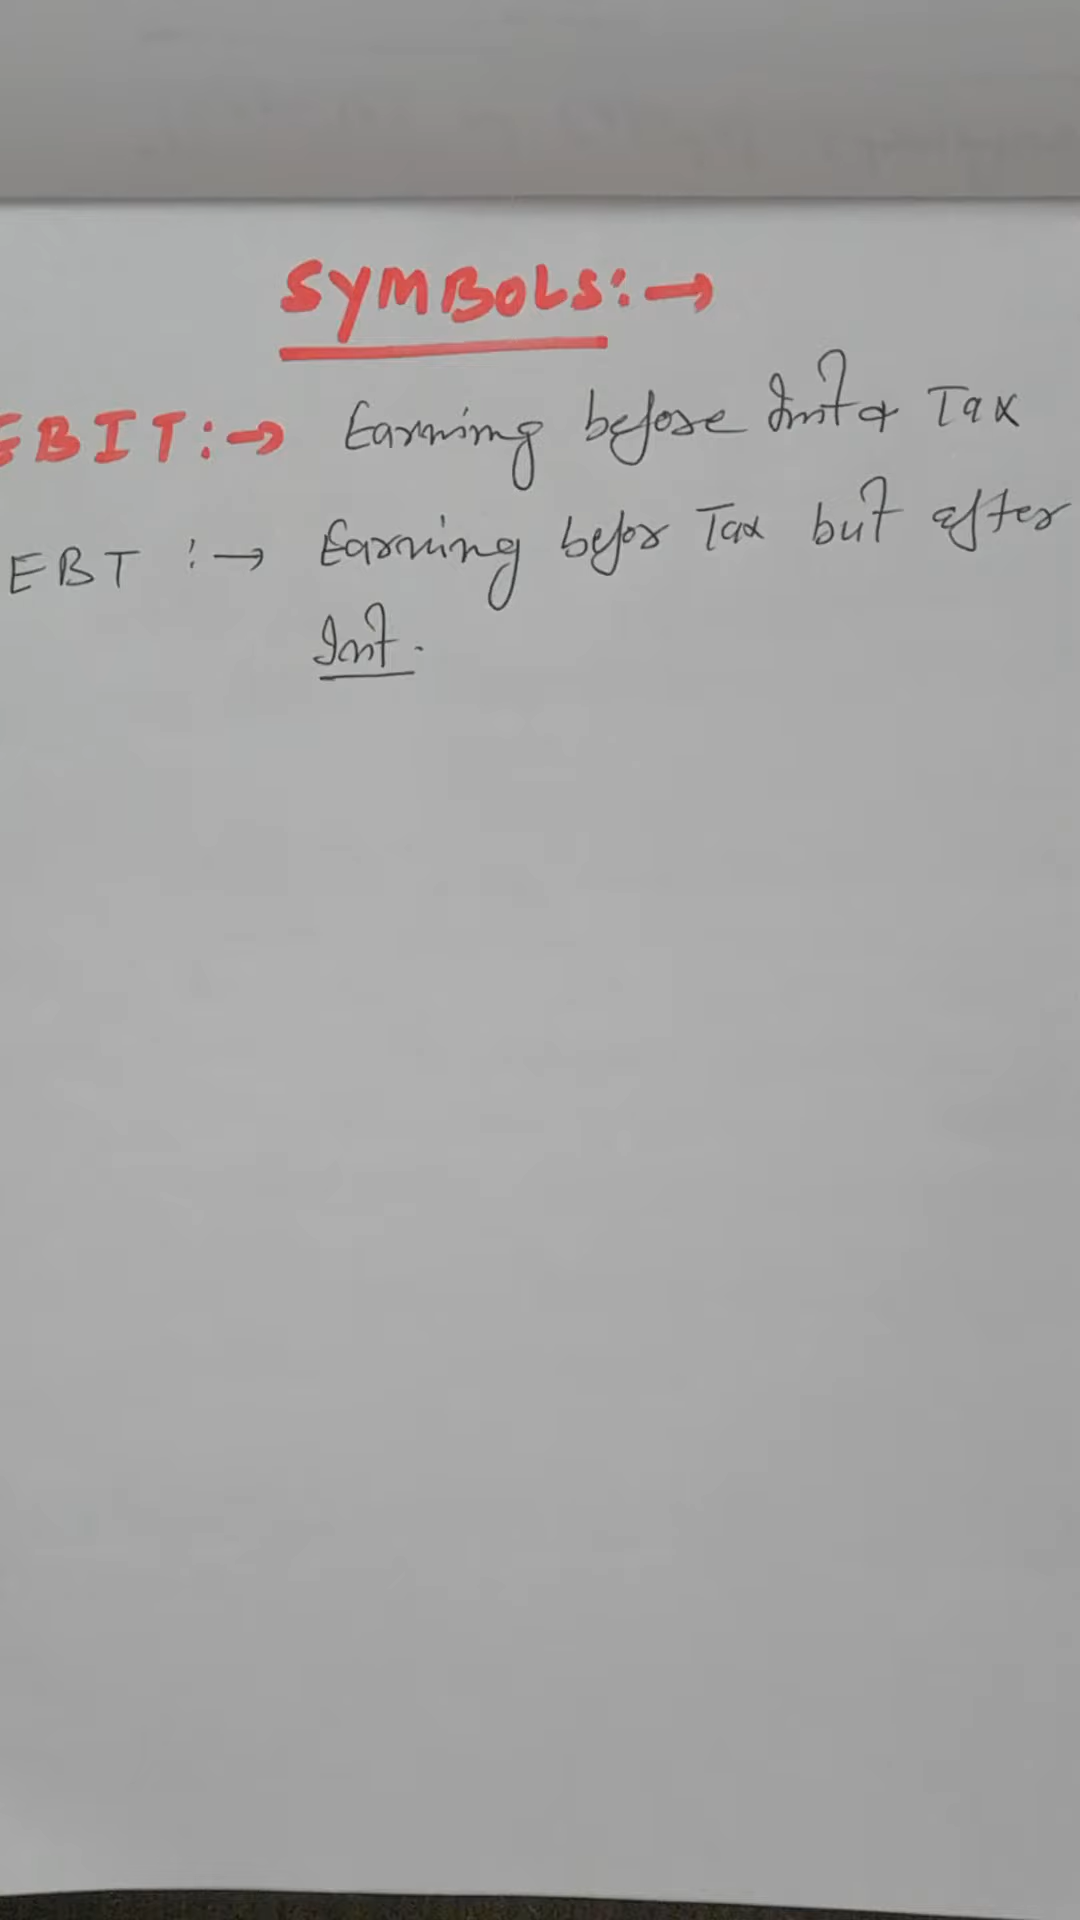 SYMBOLS:→
EBIT:→ Earning before Int & Tax
EBT :→ Earning befor Tax but after
Int.